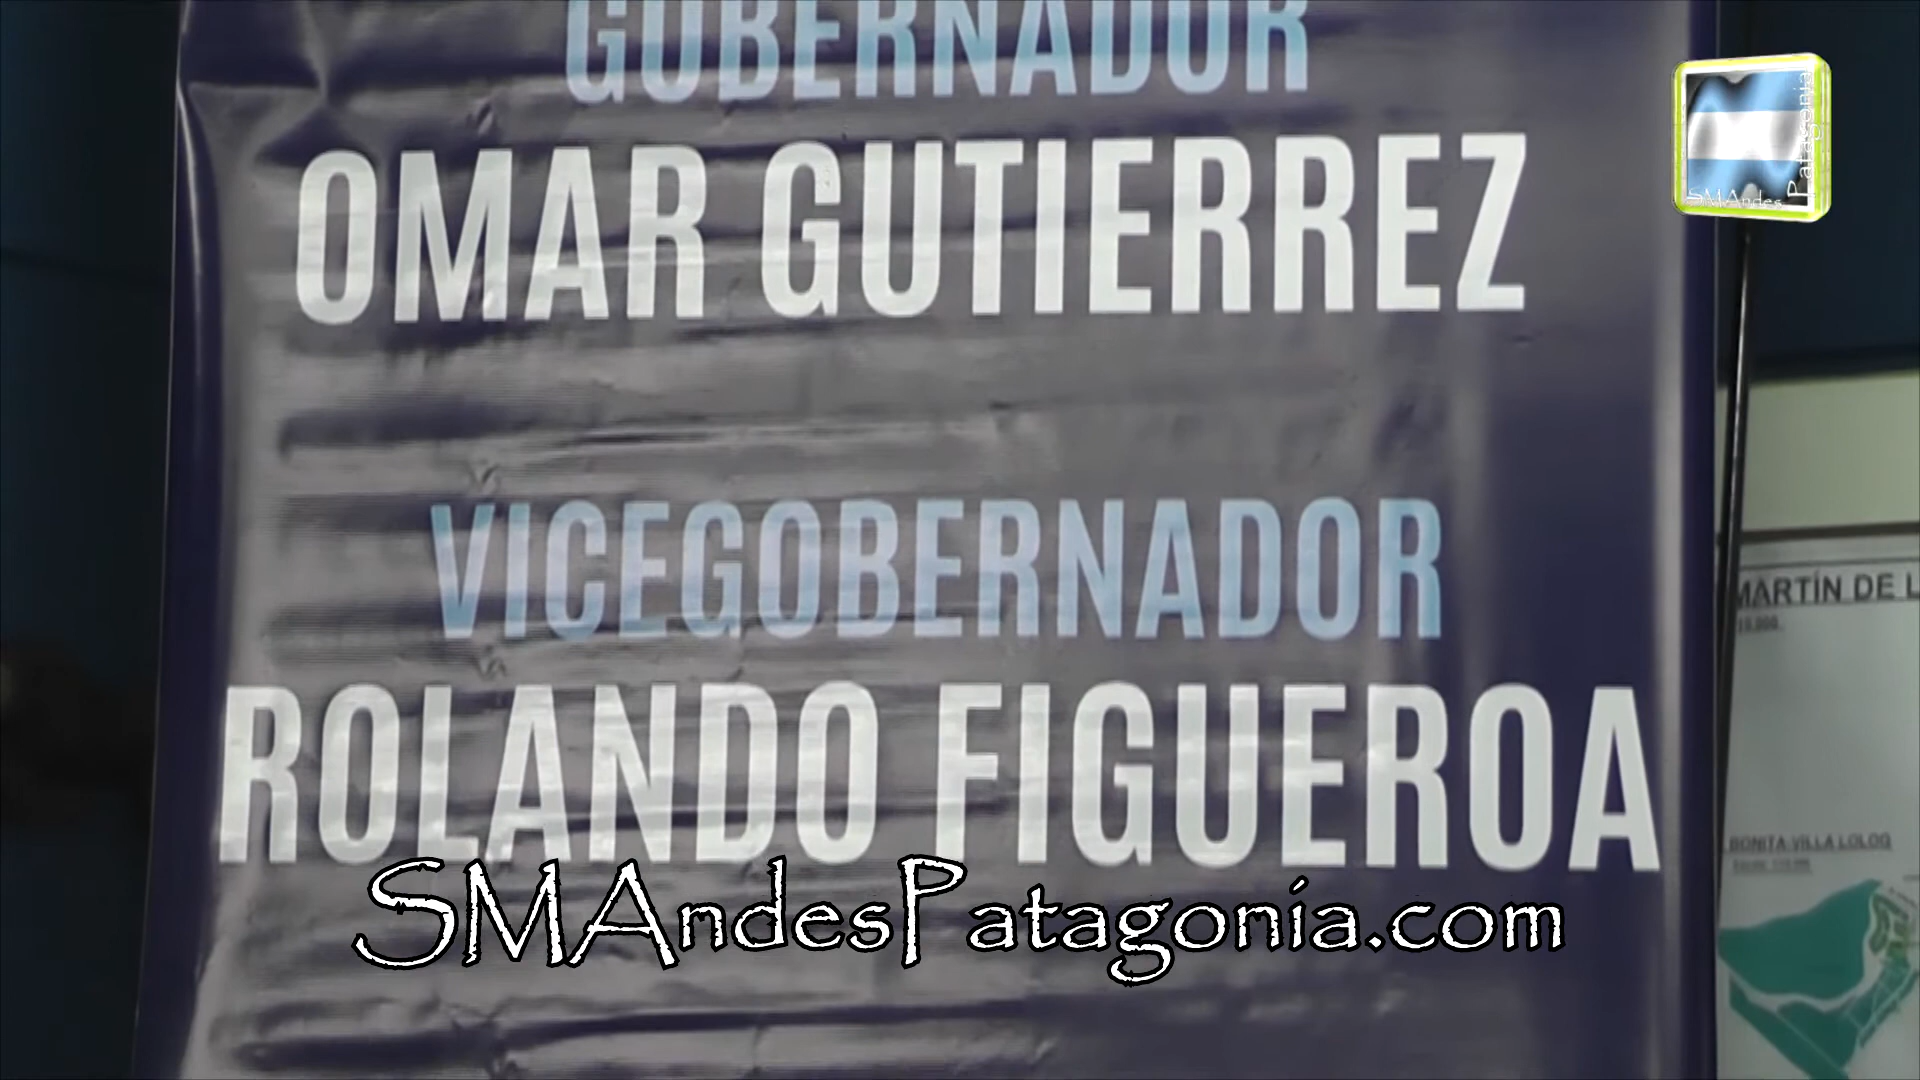 GOBERNADOR
OMAR GUTIERREZ
VICEGOBERNADOR
ROLANDO FIGUEROA
SMAndesPatagonia.com
SMAndes Patagonia
MARTÍN DE L
BONITA VILLA LOLOG